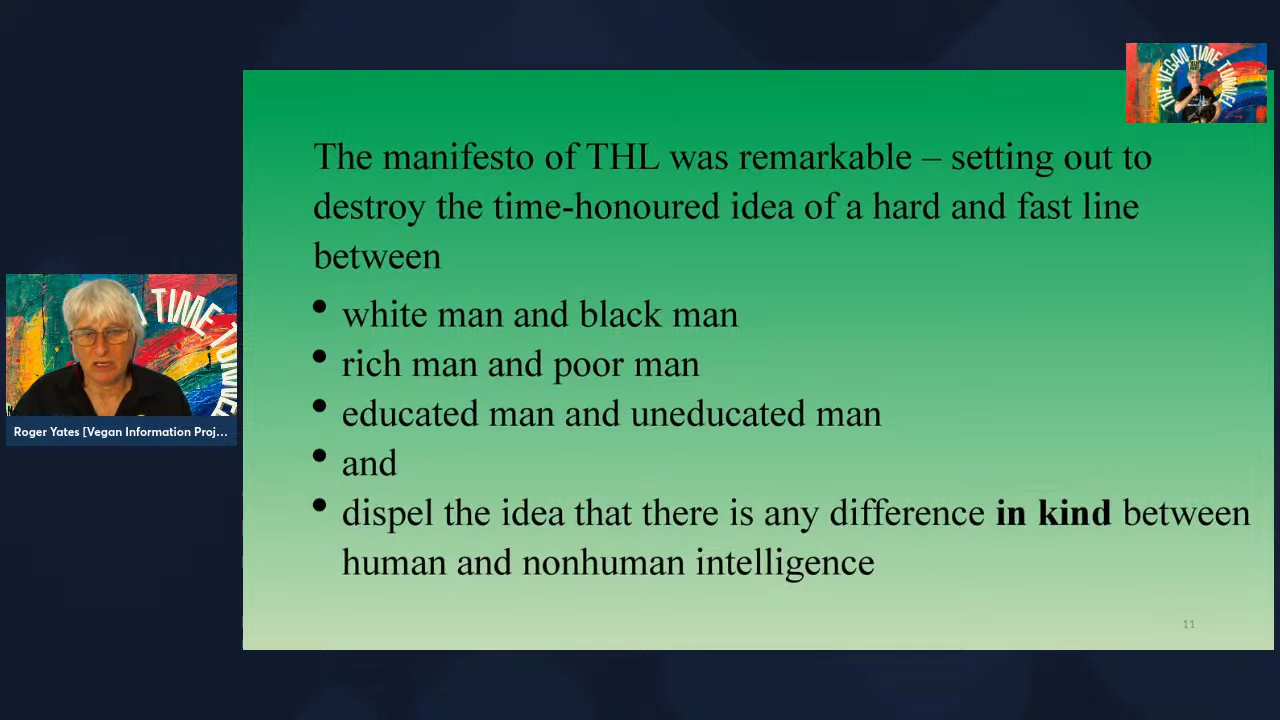 THE VEGAN TIME TUNNEL
The manifesto of THL was remarkable – setting out to
destroy the time-honoured idea of a hard and fast line
between
• white man and black man
• rich man and poor man
• educated man and uneducated man
• and
• dispel the idea that there is any difference in kind between
human and nonhuman intelligence
11
TIME TUNNEL
Roger Yates [Vegan Information Proj...